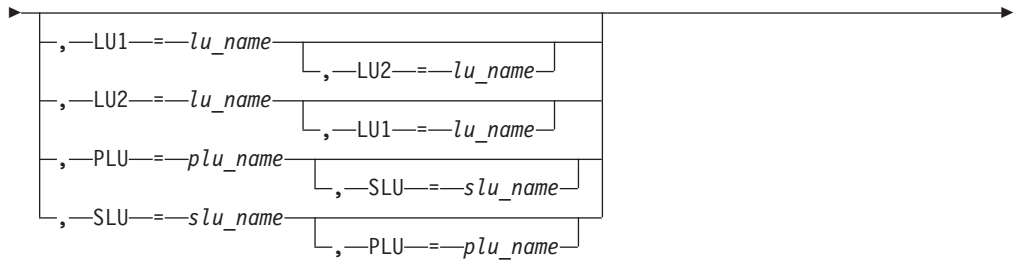 ,—LU1—=—lu_name
,—LU2—=—lu_name
,—LU2—=—lu_name
,—LU1—=—lu_name
,—PLU—=—plu_name
,—SLU—=—slu_name
,—SLU—=—slu_name
,—PLU—=—plu_name